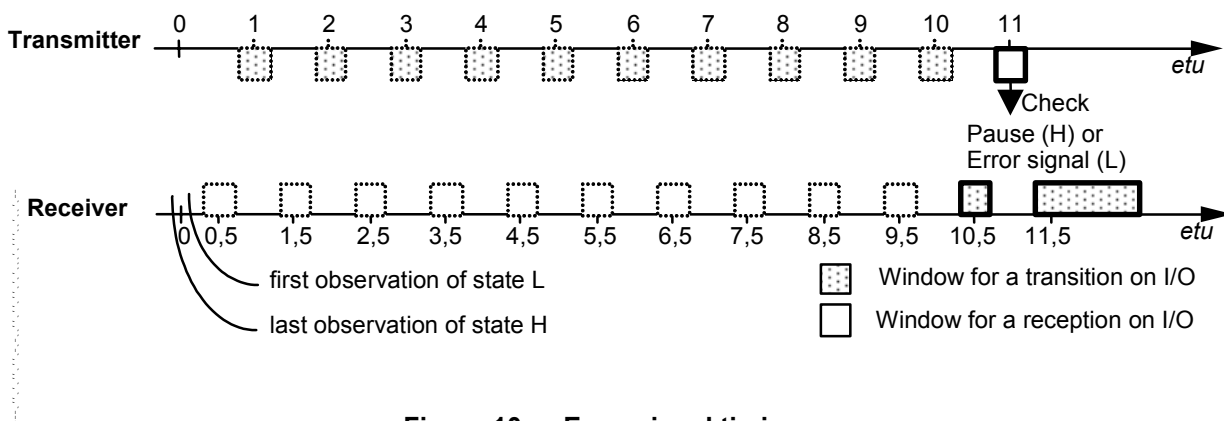 0 1 2 3 4 5 6 7 8 9 10 11
Transmitter
etu
Check
Pause (H) or
Error signal (L)
Receiver
0 0,5 1,5 2,5 3,5 4,5 5,5 6,5 7,5 8,5 9,5 10,5 11,5
etu
first observation of state L
Window for a transition on I/O
last observation of state H
Window for a reception on I/O